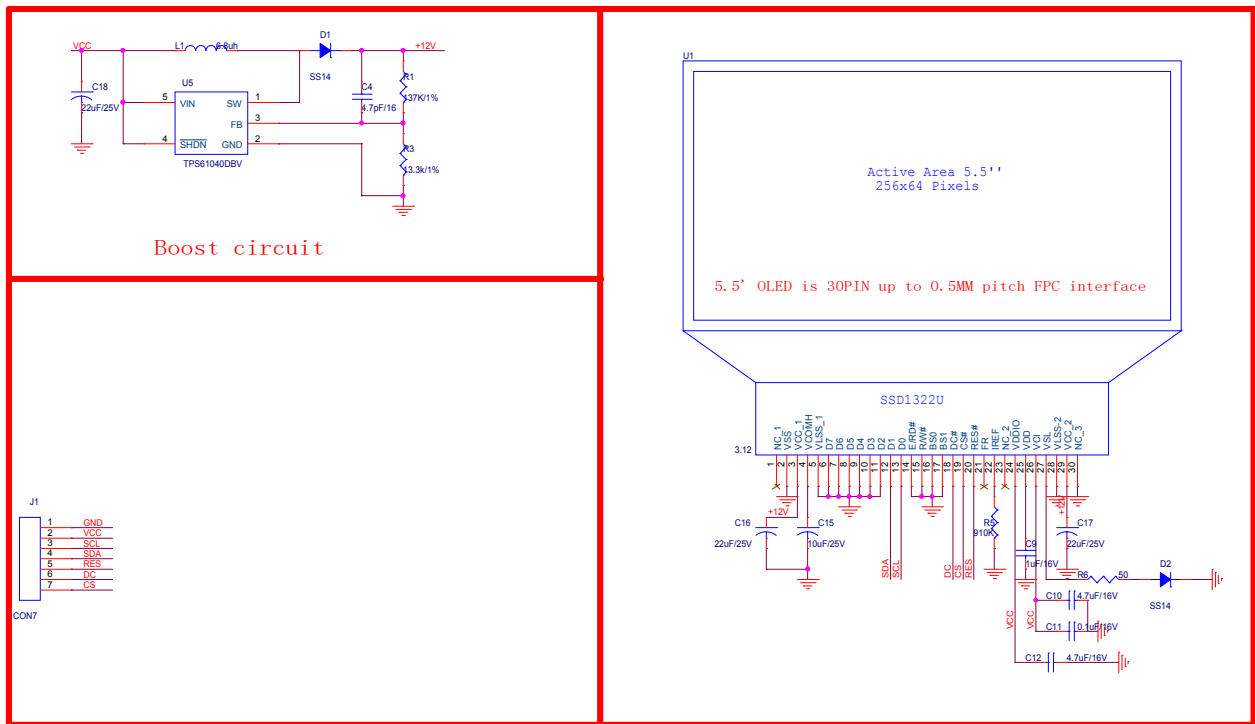 VCC
L1
6.8uh
D1
+12V
SS14
C18
22uF/25V
U5
5
VIN
SW
1
FB
3
4
SHDN
GND
2
TPS61040DBV
C4
4.7pF/16
R1
137K/1%
R3
13.3k/1%
Boost circuit
J1
1
GND
2
VCC
3
SCL
4
SDA
5
RES
6
DC
7
CS
CON7
U1
Active Area 5.5''
256x64 Pixels
5.5' OLED is 30PIN up to 0.5MM pitch FPC interface
SSD1322U
3.12
NC_1
VSS
VCC_1
VCOMH
VLSS_1
D7
D6
D5
D4
D3
D2
D1
D0
E/RD#
R/W#
BS0
BS1
DC#
CS#
RES#
FR
IREF
NC_2
VDDIO
VDD
VCI
VSL
VLSS-2
VCC_2
NC_3
1
2
3
4
5
6
7
8
9
10
11
12
13
14
15
16
17
18
19
20
21
22
23
24
25
26
27
28
29
30
+12V
C16
22uF/25V
C15
10uF/25V
SDA
SCL
DC
CS
RES
R5
910K
C9
1uF/16V
+12V
C17
22uF/25V
R6
50
D2
SS14
C10
4.7uF/16V
VCC
VCC
C11
0.1uF/16V
C12
4.7uF/16V